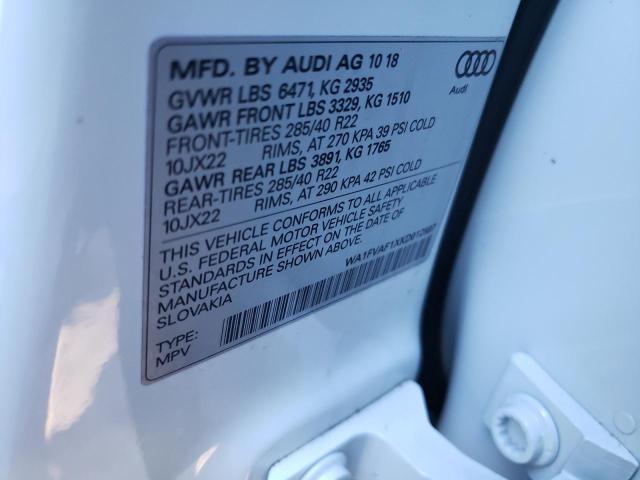 MFD. BY AUDI AG 10 18
GVWR LBS 6471, KG 2935
GAWR FRONT LBS 3329, KG 1510
FRONT-TIRES 285/40 R22
10JX22 RIMS, AT 270 KPA 39 PSI COLD
GAWR REAR LBS 3891, KG 1765
REAR-TIRES 285/40 R22
10JX22 RIMS, AT 290 KPA 42 PSI COLD
THIS VEHICLE CONFORMS TO ALL APPLICABLE
U.S. FEDERAL MOTOR VEHICLE SAFETY
STANDARDS IN EFFECT ON THE DATE OF
MANUFACTURE SHOWN ABOVE.
SLOVAKIA
TYPE:
MPV
Audi